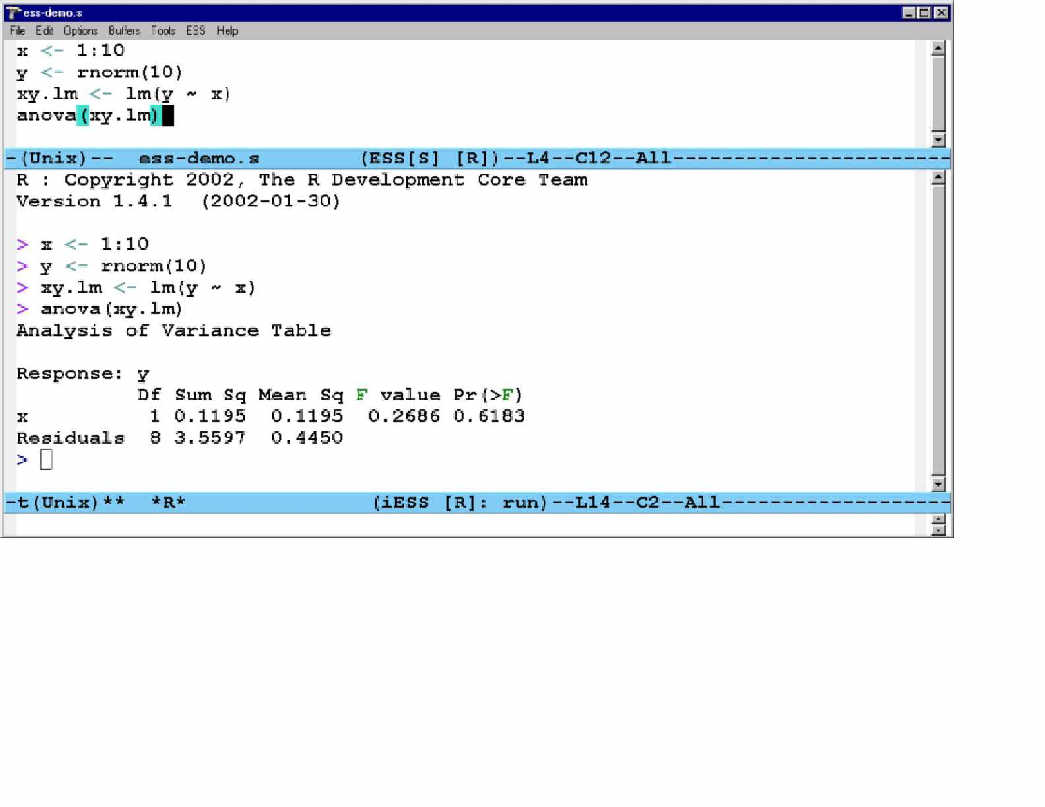 ess-demo.s
File Edit Options Buffers Tools ESS Help
x <- 1:10
y <- rnorm(10)
xy.lm <- lm(y ~ x)
anova(xy.lm)
-(Unix)-- ess-demo.s (ESS[S] [R])--L4--C12--All-----------------------
R : Copyright 2002, The R Development Core Team
Version 1.4.1 (2002-01-30)
> x <- 1:10
> y <- rnorm(10)
> xy.lm <- lm(y ~ x)
> anova(xy.lm)
Analysis of Variance Table
Response: y
Df Sum Sq Mean Sq F value Pr(>F)
x 1 0.1195 0.1195 0.2686 0.6183
Residuals 8 3.5597 0.4450
>
-t(Unix)** *R* (iESS [R]: run)--L14--C2--All-------------------